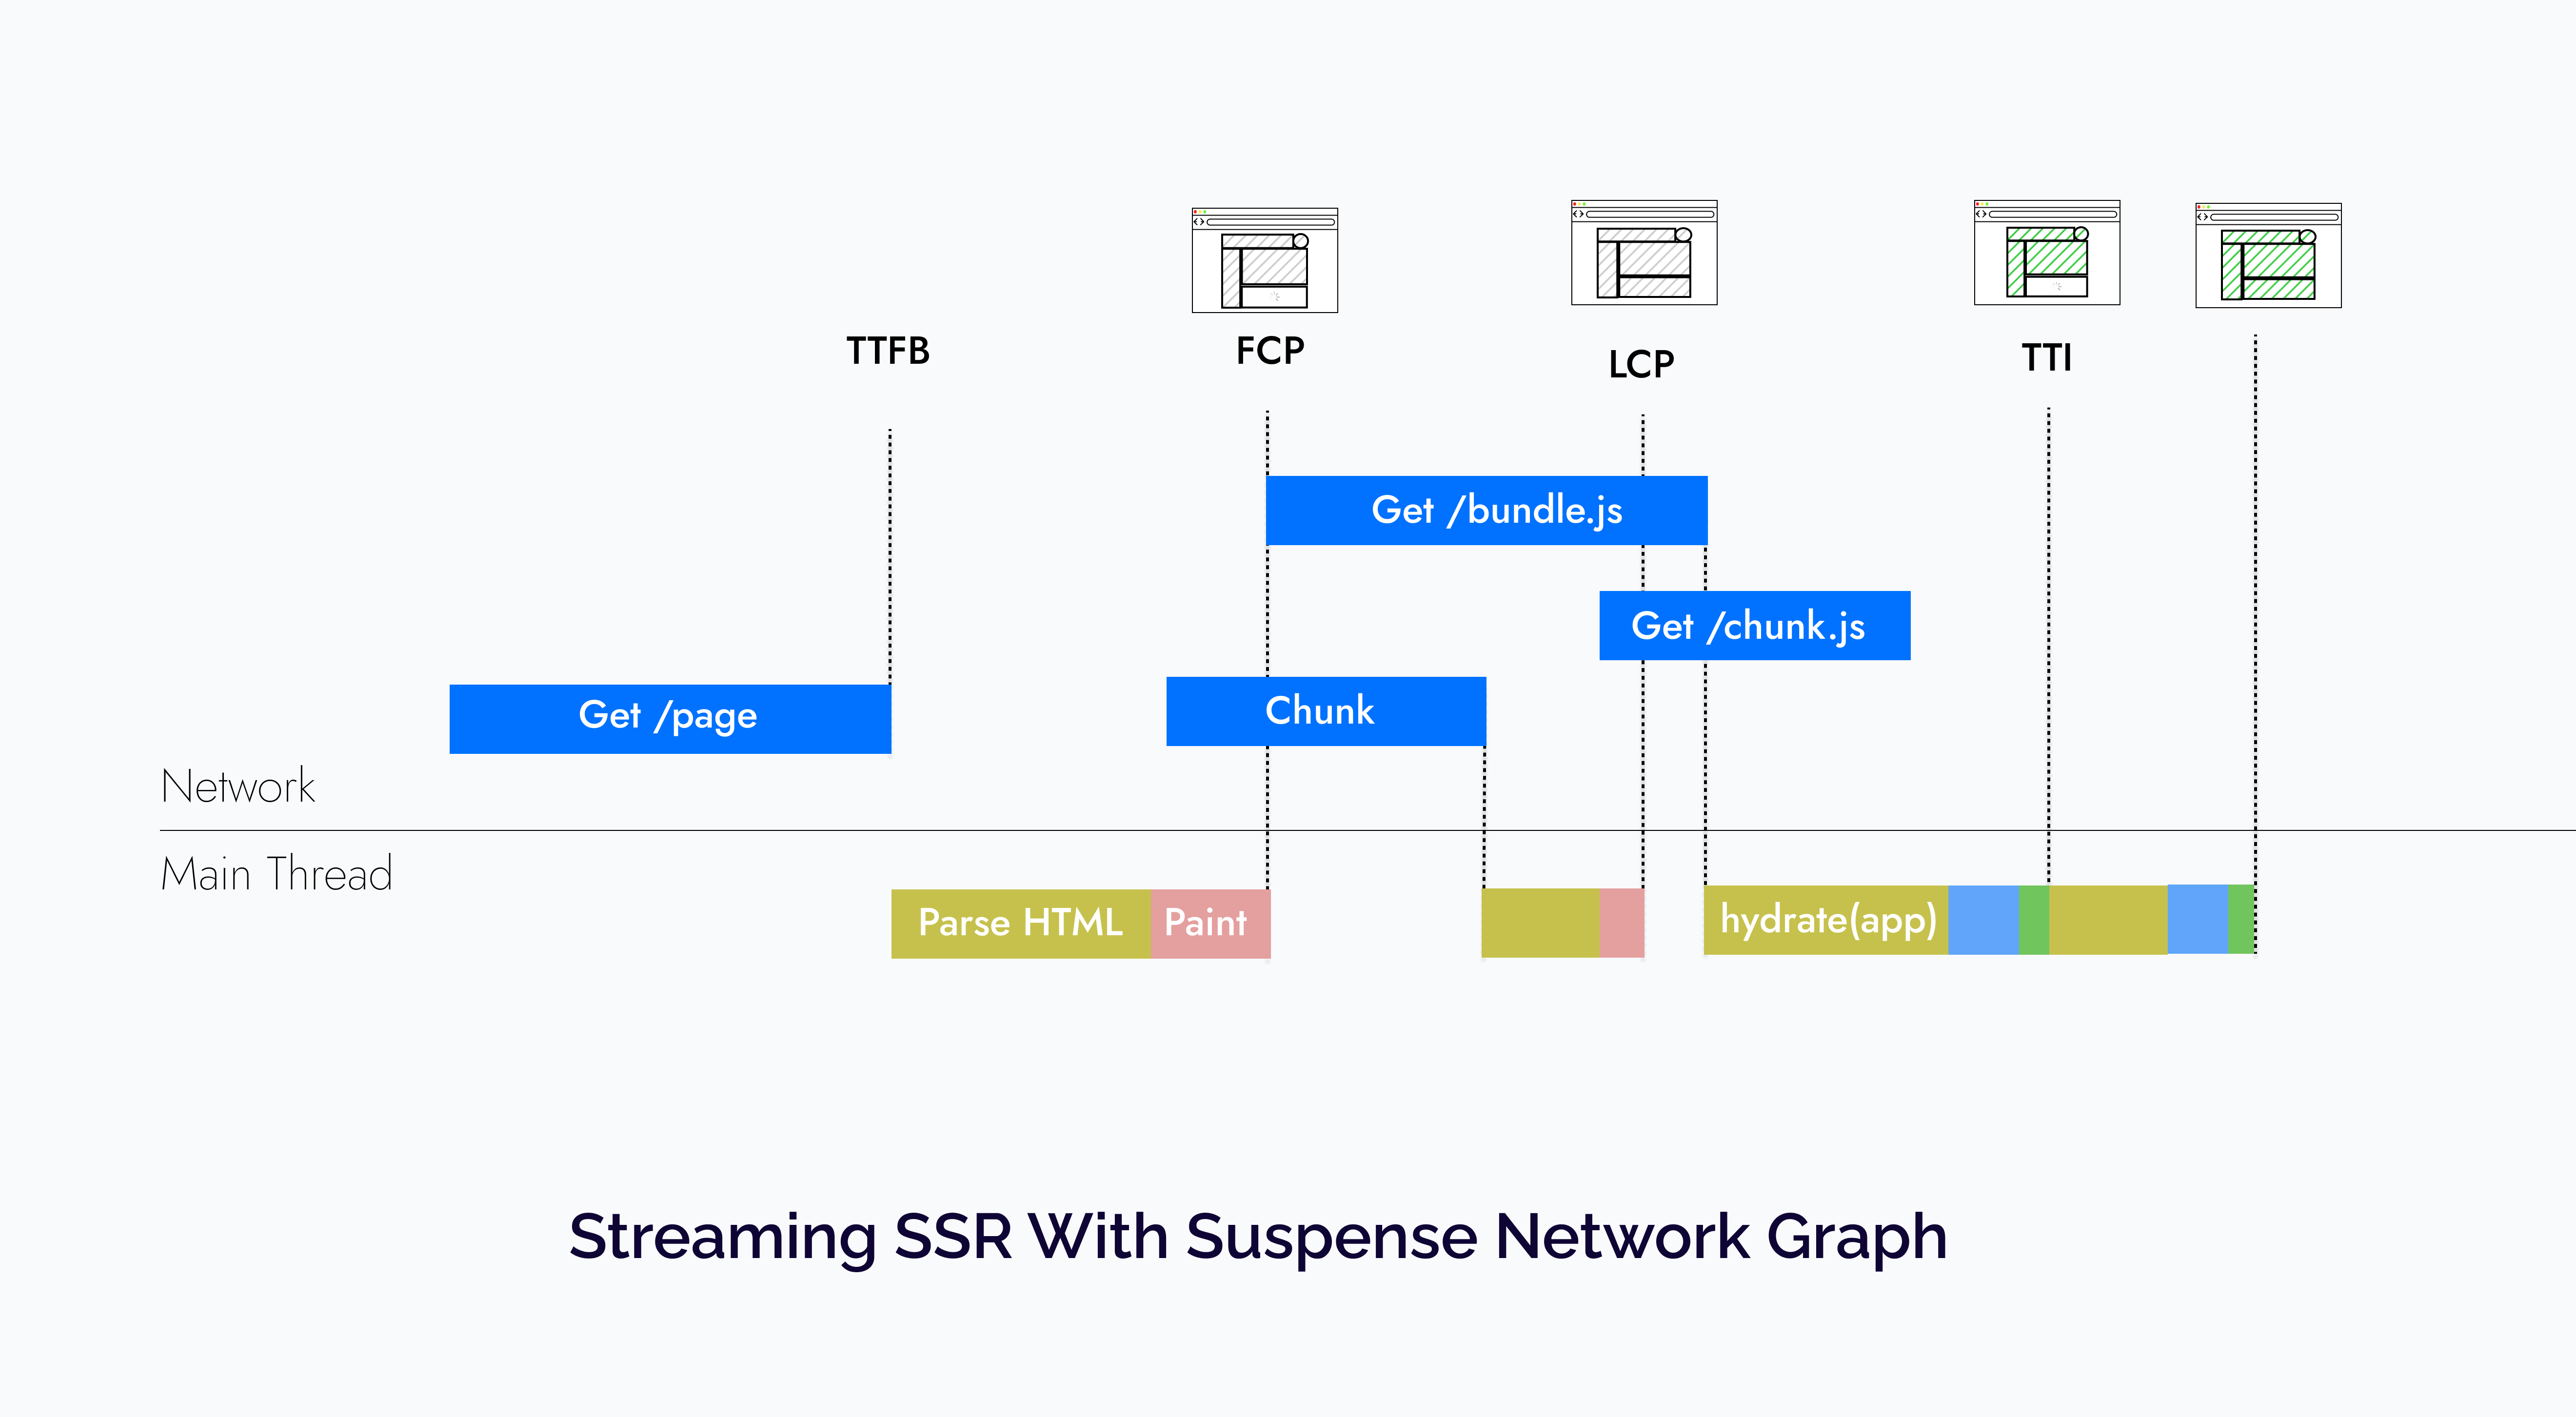 TTFB
FCP
LCP
TTI
Get /bundle.js
Get /chunk.js
Chunk
Get /page
Network
Main Thread
Parse HTML
Paint
hydrate(app)
Streaming SSR With Suspense Network Graph